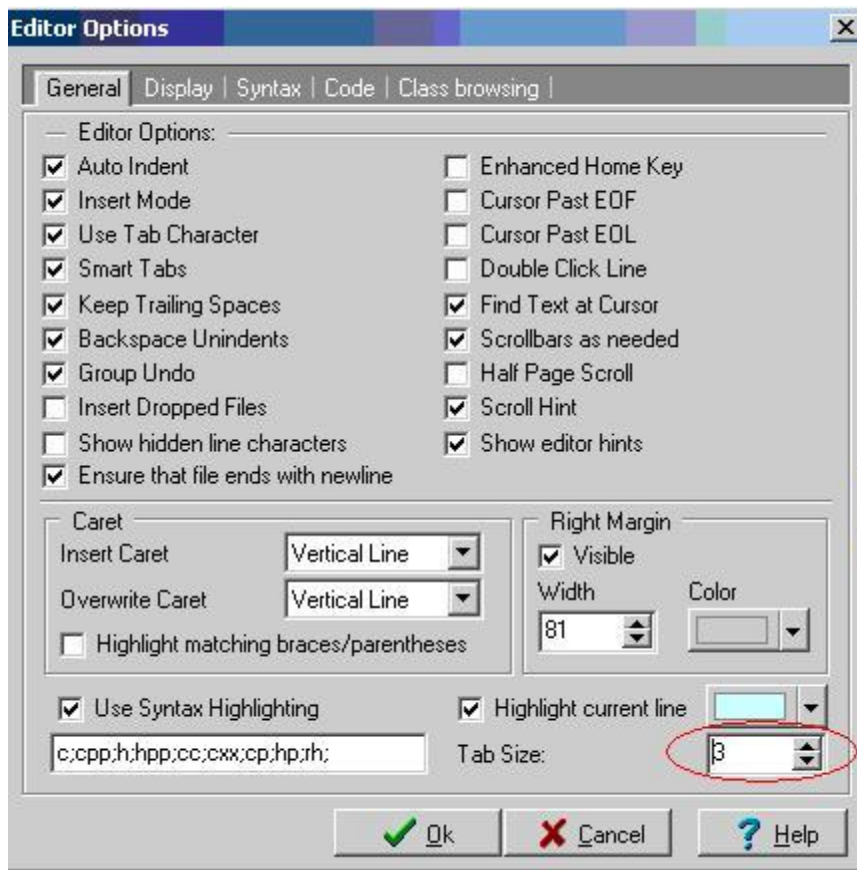 Editor Options
General | Display | Syntax | Code | Class browsing |
Editor Options:
Auto Indent
Insert Mode
Use Tab Character
Smart Tabs
Keep Trailing Spaces
Backspace Unindents
Group Undo
Insert Dropped Files
Show hidden line characters
Ensure that file ends with newline
Enhanced Home Key
Cursor Past EOF
Cursor Past EOL
Double Click Line
Find Text at Cursor
Scrollbars as needed
Half Page Scroll
Scroll Hint
Show editor hints
Caret
Insert Caret Vertical Line
Overwrite Caret Vertical Line
Highlight matching braces/parentheses
Right Margin
Visible
Width Color
81
Use Syntax Highlighting
c;cpp;h;hpp;cc;cxx;cp;hp;rh;
Highlight current line
Tab Size: 3
Ok Cancel Help